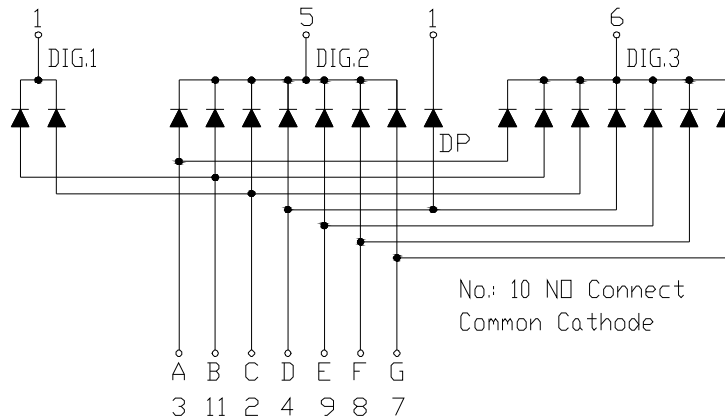 1 5 1 6
DIG.1 DIG.2 DIG.3
DP
No.: 10 NO Connect
Common Cathode
A B C D E F G
3 11 2 4 9 8 7